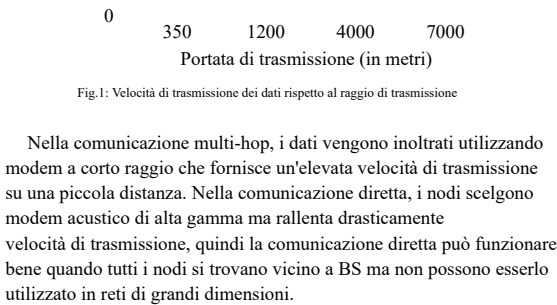 0
350 1200 4000 7000
Portata di trasmissione (in metri)
Fig.1: Velocità di trasmissione dei dati rispetto al raggio di trasmissione
Nella comunicazione multi-hop, i dati vengono inoltrati utilizzando
modem a corto raggio che fornisce un'elevata velocità di trasmissione
su una piccola distanza. Nella comunicazione diretta, i nodi scelgono
modem acustico di alta gamma ma rallenta drasticamente
velocità di trasmissione, quindi la comunicazione diretta può funzionare
bene quando tutti i nodi si trovano vicino a BS ma non possono esserlo
utilizzato in reti di grandi dimensioni.